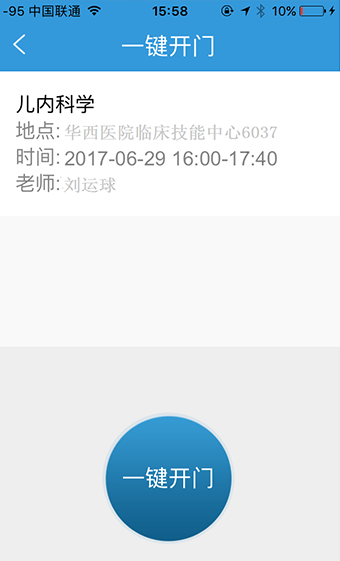 -95 中国联通 15:58 10%
一键开门
儿内科学
地点: 华西医院临床技能中心6037
时间: 2017-06-29 16:00-17:40
老师: 刘运球
一键开门